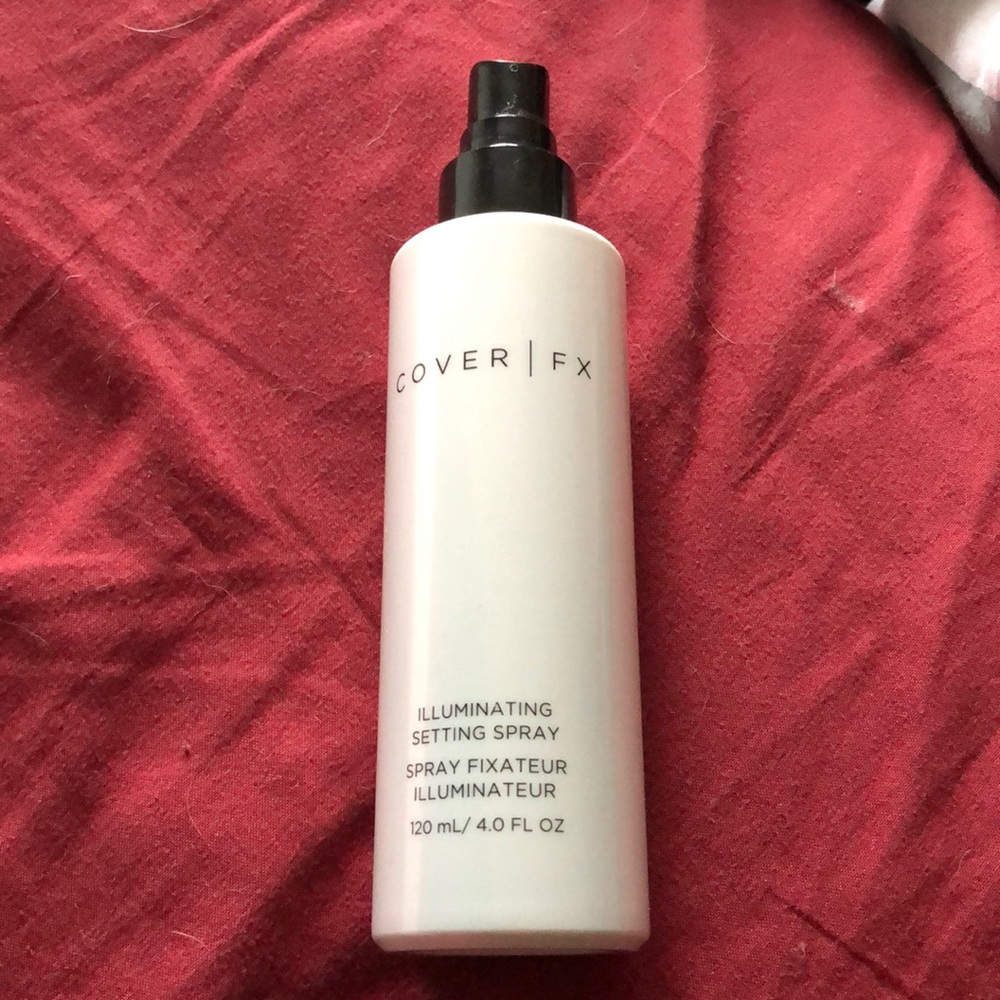 COVER | FX
ILLUMINATING
SETTING SPRAY
SPRAY FIXATEUR
ILLUMINATEUR
120 mL/ 4.0 FL OZ